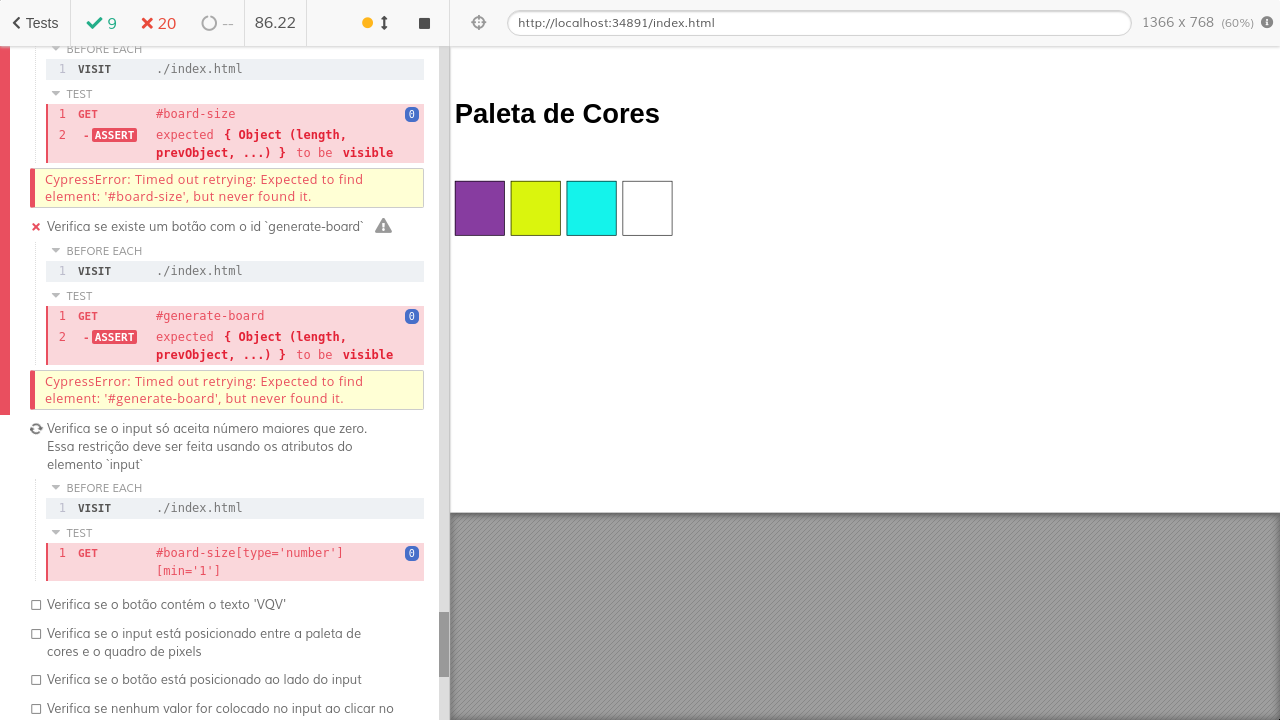 Tests 9 20 -- 86.22
BEFORE EACH
1 VISIT ./index.html
TEST
1 GET #board-size 0
2 - ASSERT expected { Object (length,
prevObject, ...) } to be visible
CypressError: Timed out retrying: Expected to find
element: '#board-size', but never found it.
Verifica se existe um botão com o id `generate-board`
BEFORE EACH
1 VISIT ./index.html
TEST
1 GET #generate-board 0
2 - ASSERT expected { Object (length,
prevObject, ...) } to be visible
CypressError: Timed out retrying: Expected to find
element: '#generate-board', but never found it.
Verifica se o input só aceita número maiores que zero.
Essa restrição deve ser feita usando os atributos do
elemento `input`
BEFORE EACH
1 VISIT ./index.html
TEST
1 GET #board-size[type='number'] 0
[min='1']
Verifica se o botão contém o texto 'VQV'
Verifica se o input está posicionado entre a paleta de
cores e o quadro de pixels
Verifica se o botão está posicionado ao lado do input
Verifica se nenhum valor for colocado no input ao clicar no
http://localhost:34891/index.html 1366 x 768 (60%)
Paleta de Cores